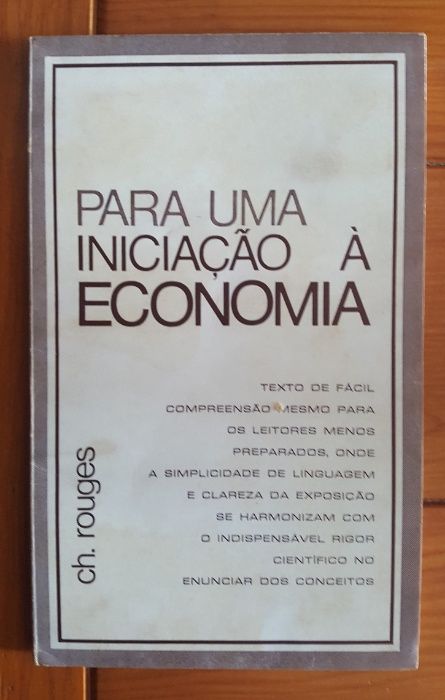 PARA UMA
INICIAÇÃO À
ECONOMIA
TEXTO DE FÁCIL
COMPREENSÃO MESMO PARA
OS LEITORES MENOS
PREPARADOS, ONDE
A SIMPLICIDADE DE LINGUAGEM
E CLAREZA DA EXPOSIÇÃO
SE HARMONIZAM COM
O INDISPENSÁVEL RIGOR
CIENTÍFICO NO
ENUNCIAR DOS CONCEITOS
ch. rouges